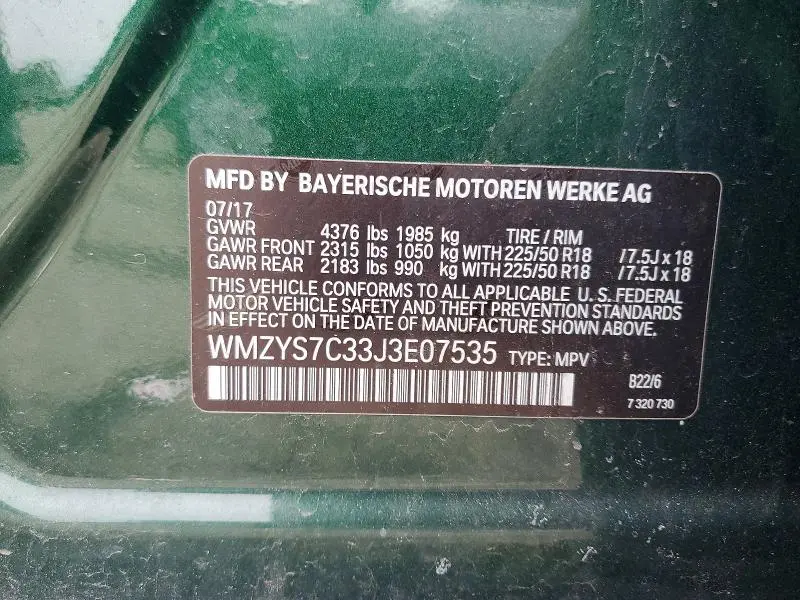 MFD BY BAYERISCHE MOTOREN WERKE AG
07/17
GVWR 4376 lbs 1985 kg TIRE / RIM
GAWR FRONT 2315 lbs 1050 kg WITH 225/50 R18 / 7.5J x 18
GAWR REAR 2183 lbs 990 kg WITH 225/50 R18 / 7.5J x 18
THIS VEHICLE CONFORMS TO ALL APPLICABLE U. S. FEDERAL
MOTOR VEHICLE SAFETY AND THEFT PREVENTION STANDARDS
IN EFFECT ON THE DATE OF MANUFACTURE SHOWN ABOVE.
WMZYS7C33J3E07535 TYPE: MPV
B22/6
7 320 730